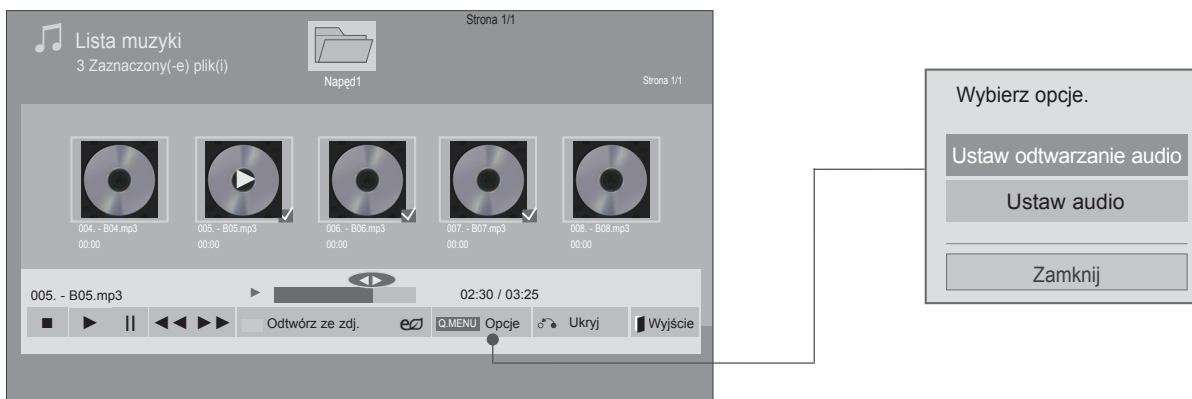 Strona 1/1
Lista muzyki
3 Zaznaczony(-e) plik(i)
Napęd1
Strona 1/1
004. - B04.mp3
00:00
005. - B05.mp3
00:00
006. - B06.mp3
00:00
007. - B07.mp3
00:00
008. - B08.mp3
00:00
005. - B05.mp3
02:30 / 03:25
Odtwórz ze zdj.
Q.MENU Opcje
Ukryj
Wyjście
Wybierz opcje.
Ustaw odtwarzanie audio
Ustaw audio
Zamknij